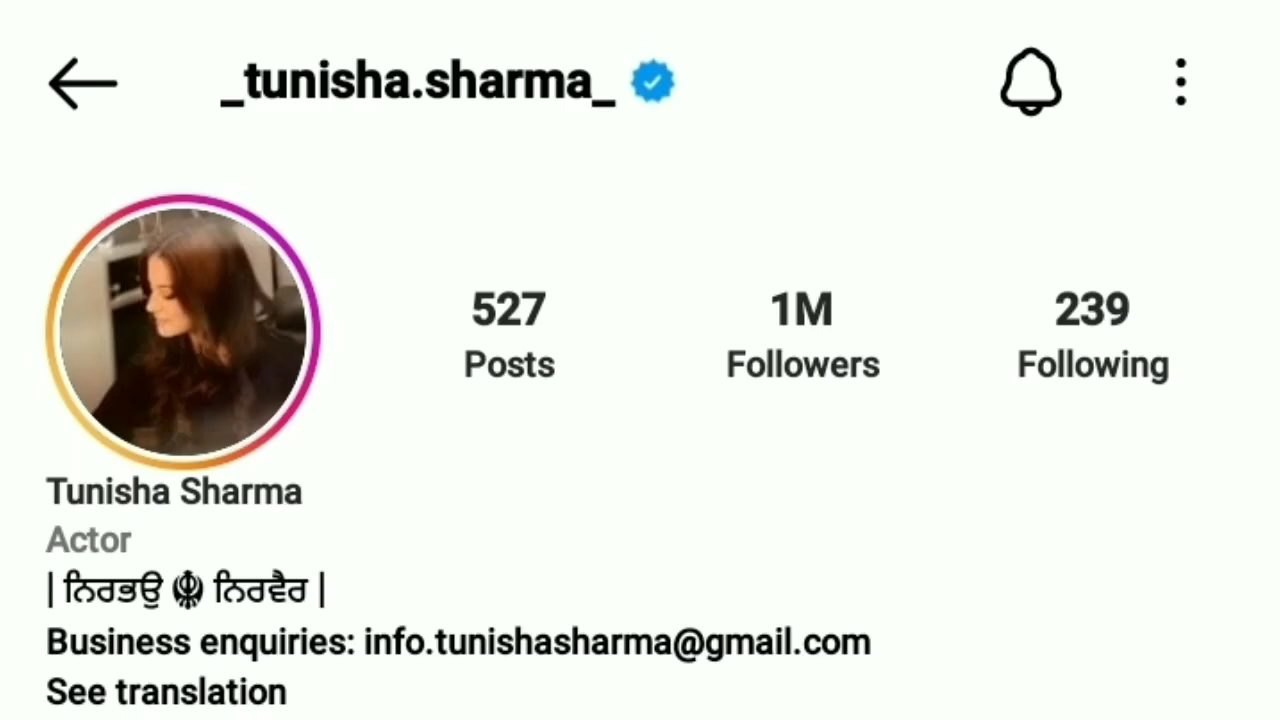 _tunisha.sharma_
527 1M 239
Posts Followers Following
Tunisha Sharma
Actor
| ਨਿਰਭਉ ☬ ਨਿਰਵੈਰ |
Business enquiries: info.tunishasharma@gmail.com
See translation